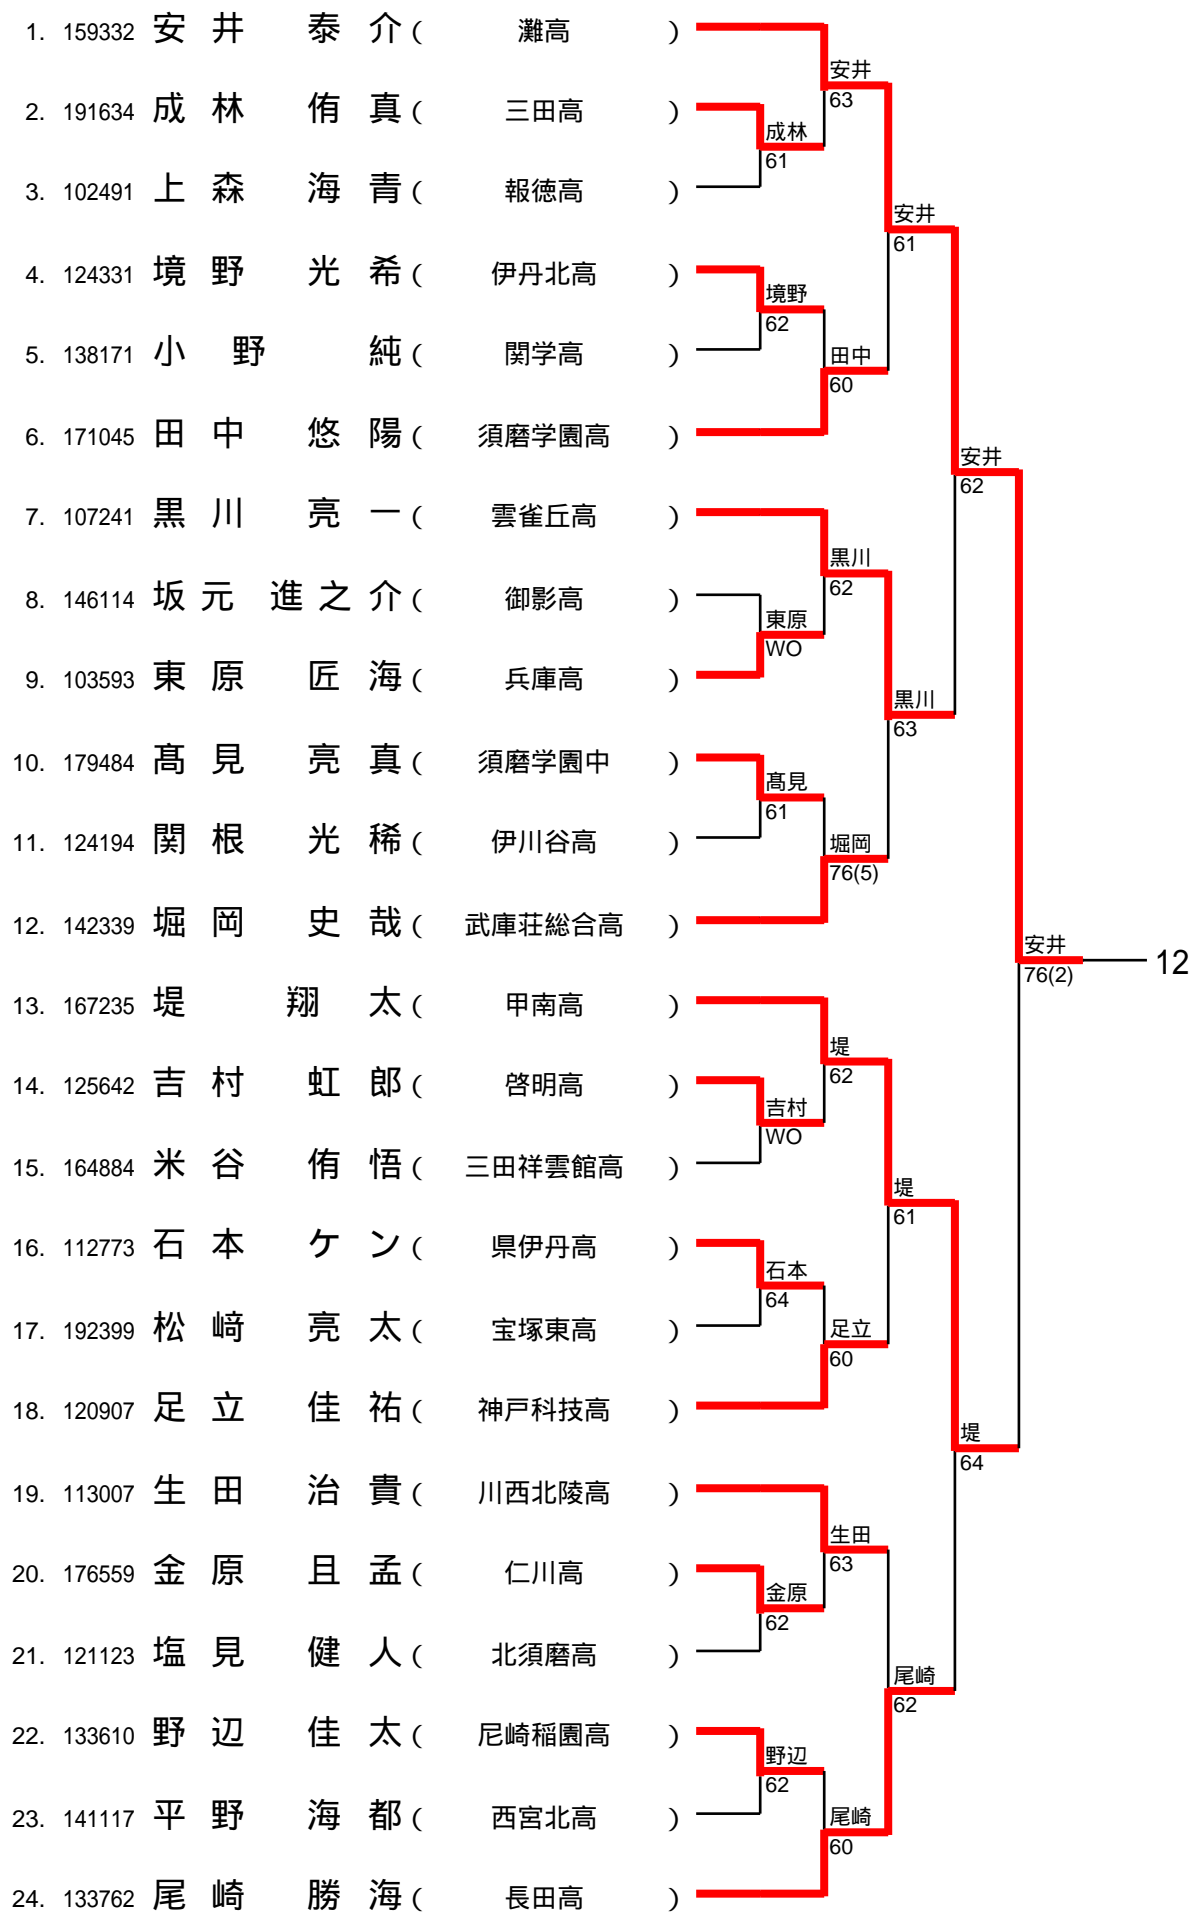 1. 159332 安井 泰介 ( 灘高 )
安井
63
2. 191634 成林 侑真 ( 三田高 )
成林
61
3. 102491 上森 海青 ( 報徳高 )
安井
61
4. 124331 境野 光希 ( 伊丹北高 )
境野
62
5. 138171 小野 純 ( 関学高 )
田中
60
6. 171045 田中 悠陽 ( 須磨学園高 )
安井
62
7. 107241 黒川 亮一 ( 雲雀丘高 )
黒川
62
8. 146114 坂元 進之介 ( 御影高 )
東原
WO
9. 103593 東原 匠海 ( 兵庫高 )
黒川
63
10. 179484 髙見 亮真 ( 須磨学園中 )
髙見
61
11. 124194 関根 光稀 ( 伊川谷高 )
堀岡
76(5)
12. 142339 堀岡 史哉 ( 武庫荘総合高 )
安井
76(2)
12
13. 167235 堤 翔太 ( 甲南高 )
堤
62
14. 125642 吉村 虹郎 ( 啓明高 )
吉村
WO
15. 164884 米谷 侑悟 ( 三田祥雲館高 )
堤
61
16. 112773 石本 ケン ( 県伊丹高 )
石本
64
17. 192399 松﨑 亮太 ( 宝塚東高 )
足立
60
18. 120907 足立 佳祐 ( 神戸科技高 )
堤
64
19. 113007 生田 治貴 ( 川西北陵高 )
生田
63
20. 176559 金原 且孟 ( 仁川高 )
金原
62
21. 121123 塩見 健人 ( 北須磨高 )
尾崎
62
22. 133610 野辺 佳太 ( 尼崎稲園高 )
野辺
62
23. 141117 平野 海都 ( 西宮北高 )
尾崎
60
24. 133762 尾崎 勝海 ( 長田高 )